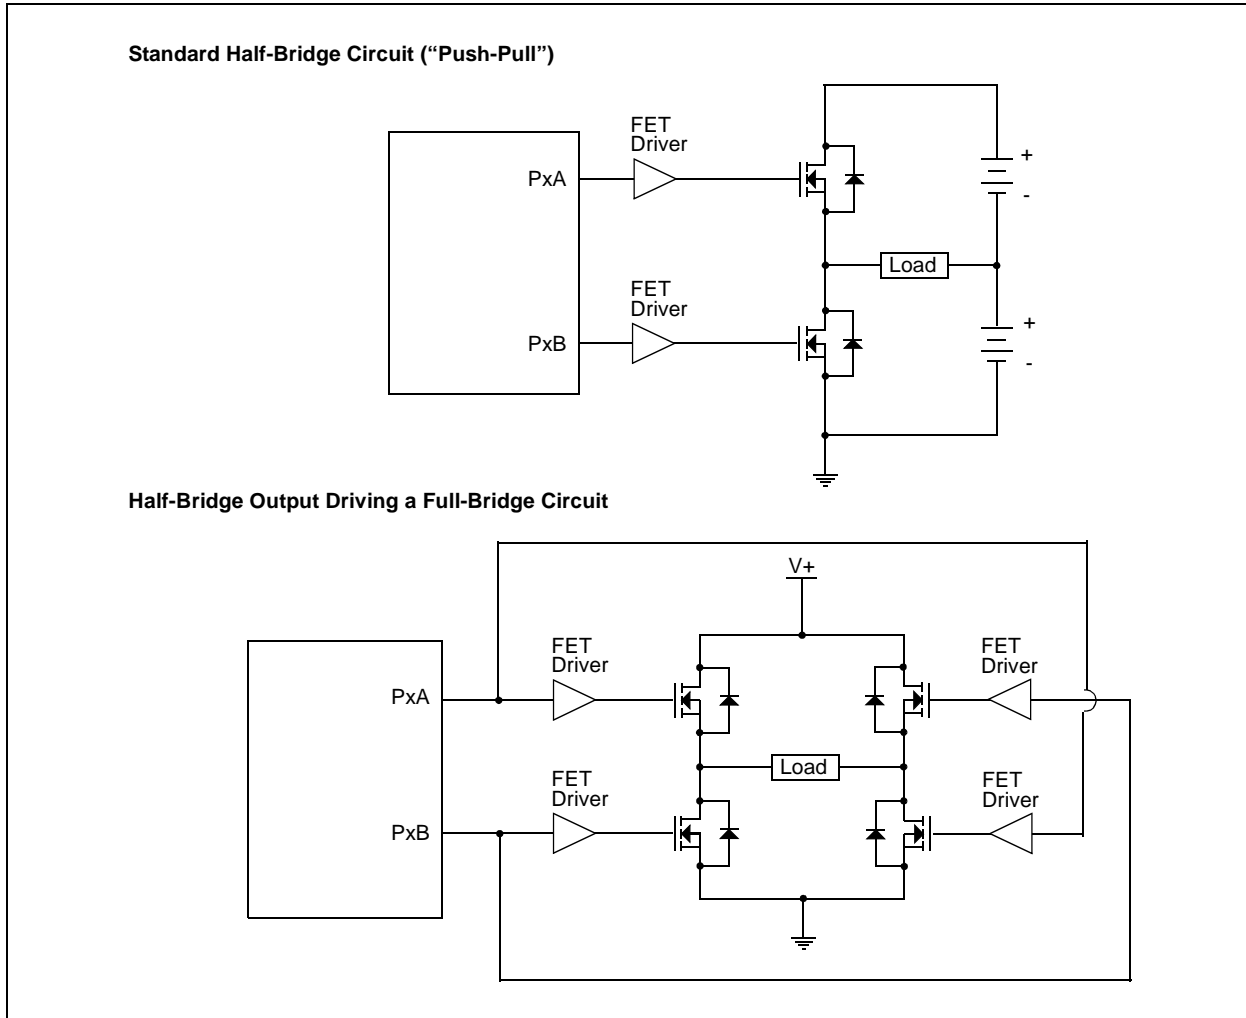 Standard Half-Bridge Circuit (“Push-Pull”)
FET
Driver
PxA
+
-
Load
FET
Driver
PxB
+
-
Half-Bridge Output Driving a Full-Bridge Circuit
V+
FET
Driver
FET
Driver
PxA
Load
FET
Driver
FET
Driver
PxB